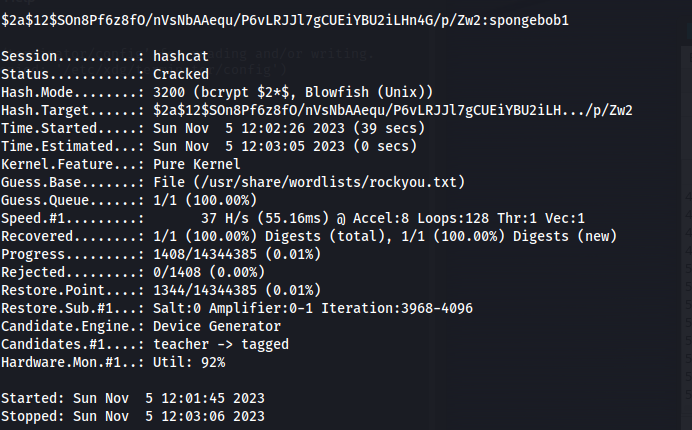 $2a$12$SOn8Pf6z8fO/nVsNbAAequ/P6vLRJJl7gCUEiYBU2iLHn4G/p/Zw2:spongebob1
Session..........: hashcat
Status...........: Cracked
Hash.Mode........: 3200 (bcrypt $2*$, Blowfish (Unix))
Hash.Target......: $2a$12$SOn8Pf6z8fO/nVsNbAAequ/P6vLRJJl7gCUEiYBU2iLH.../p/Zw2
Time.Started.....: Sun Nov  5 12:02:26 2023 (39 secs)
Time.Estimated...: Sun Nov  5 12:03:05 2023 (0 secs)
Kernel.Feature...: Pure Kernel
Guess.Base.......: File (/usr/share/wordlists/rockyou.txt)
Guess.Queue......: 1/1 (100.00%)
Speed.#1.........:       37 H/s (55.16ms) @ Accel:8 Loops:128 Thr:1 Vec:1
Recovered........: 1/1 (100.00%) Digests (total), 1/1 (100.00%) Digests (new)
Progress.........: 1408/14344385 (0.01%)
Rejected.........: 0/1408 (0.00%)
Restore.Point....: 1344/14344385 (0.01%)
Restore.Sub.#1...: Salt:0 Amplifier:0-1 Iteration:3968-4096
Candidate.Engine.: Device Generator
Candidates.#1....: teacher -> tagged
Hardware.Mon.#1..: Util: 92%
Started: Sun Nov  5 12:01:45 2023
Stopped: Sun Nov  5 12:03:06 2023